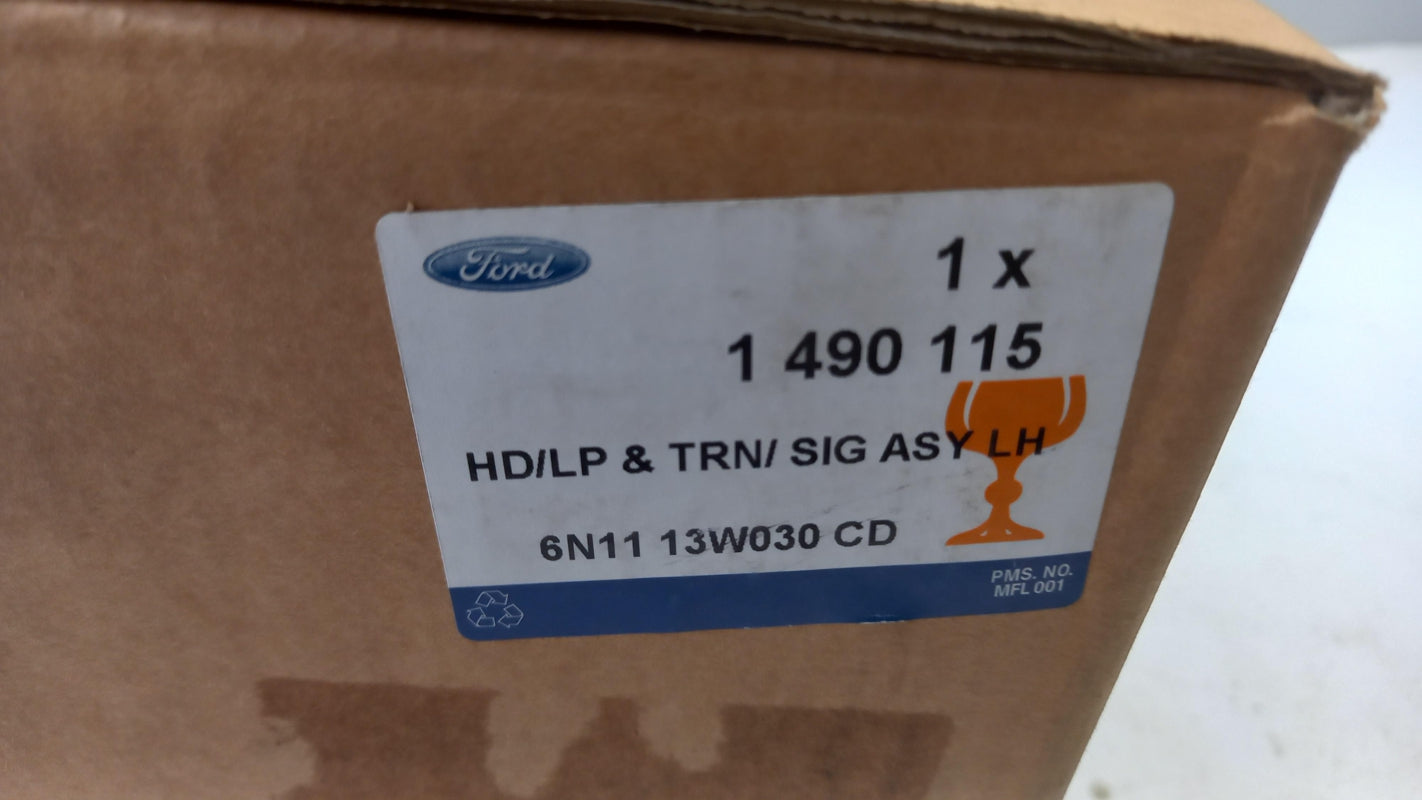 Ford
1 x
1 490 115
HD/LP & TRN/ SIG ASY LH
6N11 13W030 CD
PMS. NO.
MFL 001